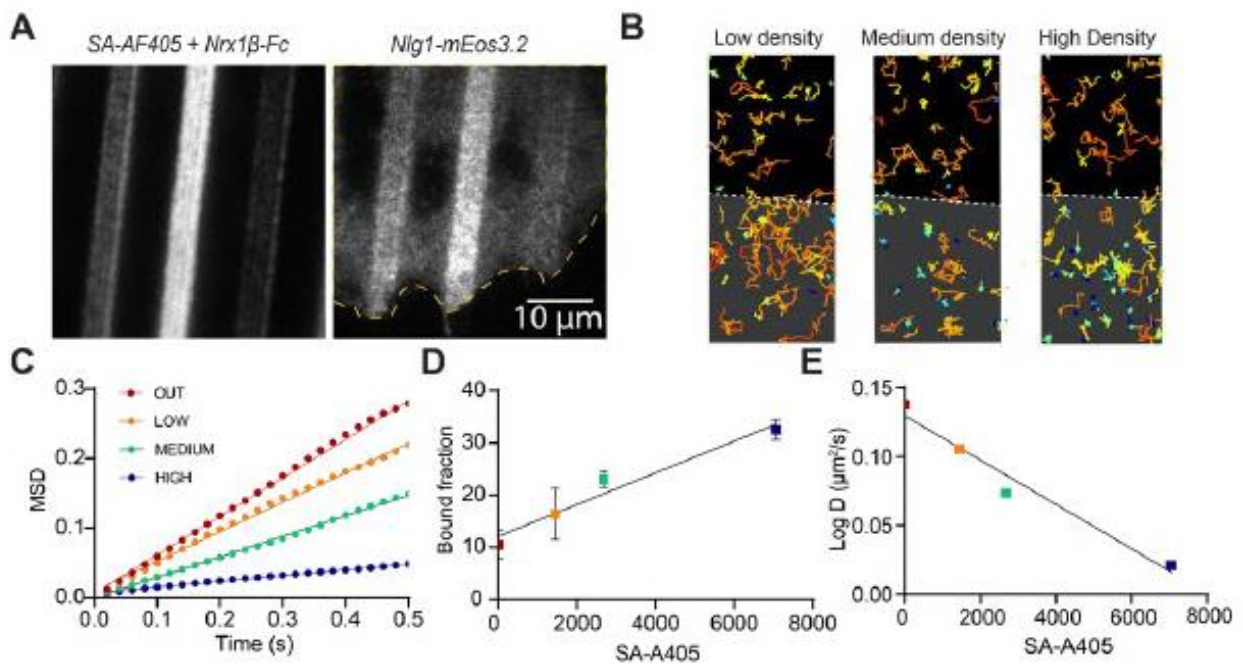 A
SA-AF405 + Nrx1β-Fc
Nlg1-mEos3.2
10 µm
B
Low density
Medium density
High Density
C
0.3
0.2
0.1
0.0
MSD
OUT
LOW
MEDIUM
HIGH
0.0 0.1 0.2 0.3 0.4 0.5
Time (s)
D
40
30
20
10
0
Bound fraction
0 2000 4000 6000 8000
SA-A405
E
0.15
0.10
0.05
0.00
Log D (µm²/s)
0 2000 4000 6000 8000
SA-A405